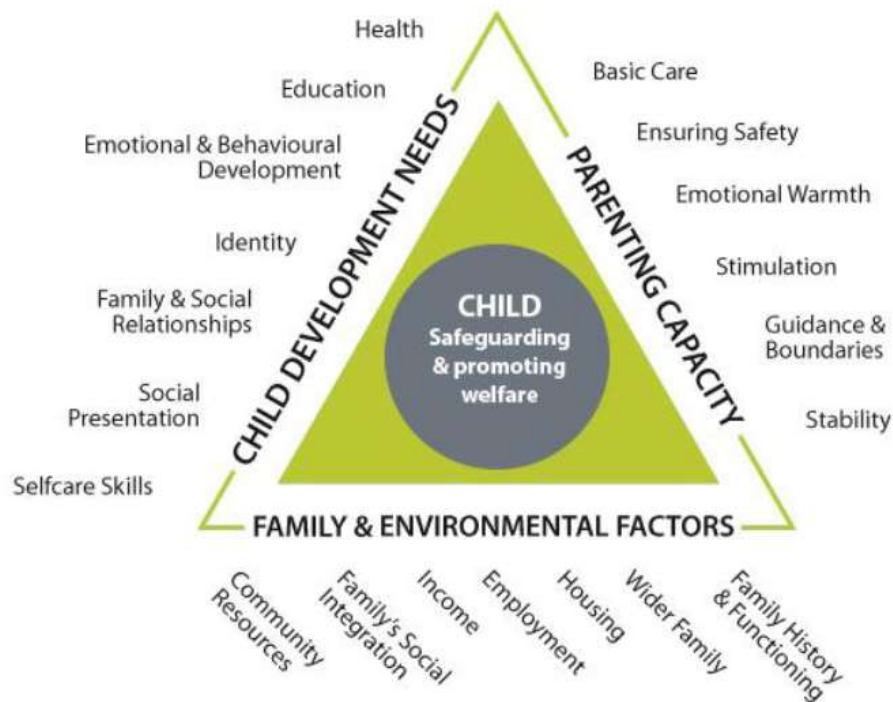 Health
Education
Emotional & Behavioural
Development
Identity
Family & Social
Relationships
Social
Presentation
Selfcare Skills
CHILD DEVELOPMENT NEEDS
CHILD
Safeguarding
& promoting
welfare
PARENTING CAPACITY
Basic Care
Ensuring Safety
Emotional Warmth
Stimulation
Guidance &
Boundaries
Stability
FAMILY & ENVIRONMENTAL FACTORS
Community
Resources
Family's Social
Integration
Income
Employment
Housing
Wider Family
Family History
& Functioning